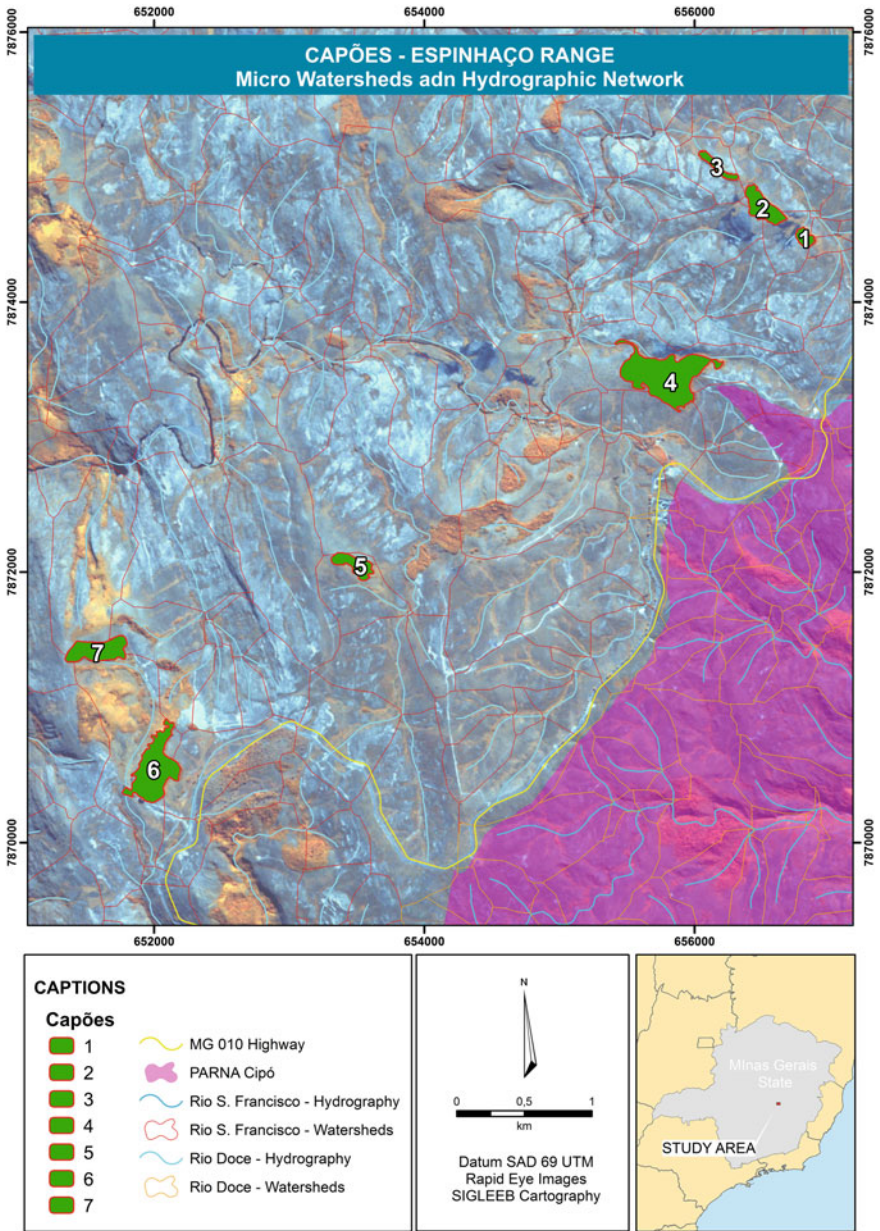 652000 654000 656000
7876000 7876000
CAPÕES - ESPINHAÇO RANGE
Micro Watersheds adn Hydrographic Network
3
2
1
7874000 7874000
4
7872000 7872000
5
7
6
7870000 7870000
652000 654000 656000
CAPTIONS
Capões
1
2
3
4
5
6
7
MG 010 Highway
PARNA Cipó
Rio S. Francisco - Hydrography
Rio S. Francisco - Watersheds
Rio Doce - Hydrography
Rio Doce - Watersheds
N
0 0,5 1
km
Datum SAD 69 UTM
Rapid Eye Images
SIGLEEB Cartography
MInas Gerais
State
STUDY AREA